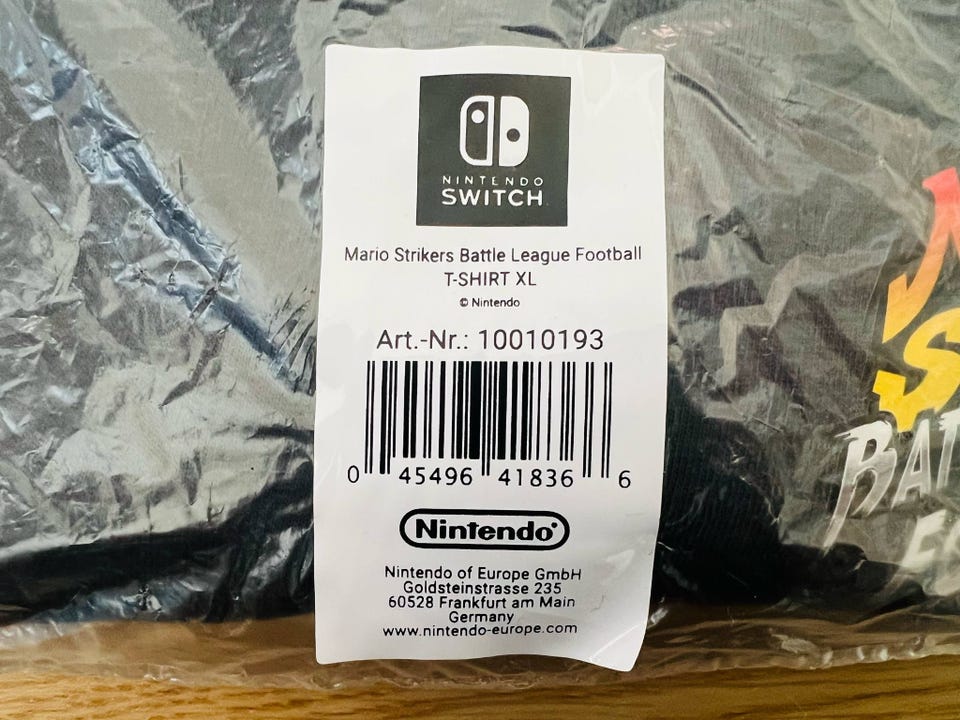 NINTENDO
SWITCH
Mario Strikers Battle League Football
T-SHIRT XL
© Nintendo
Art.-Nr.: 10010193
0 45496 41836 6
Nintendo®
Nintendo of Europe GmbH
Goldsteinstrasse 235
60528 Frankfurt am Main
Germany
www.nintendo-europe.com